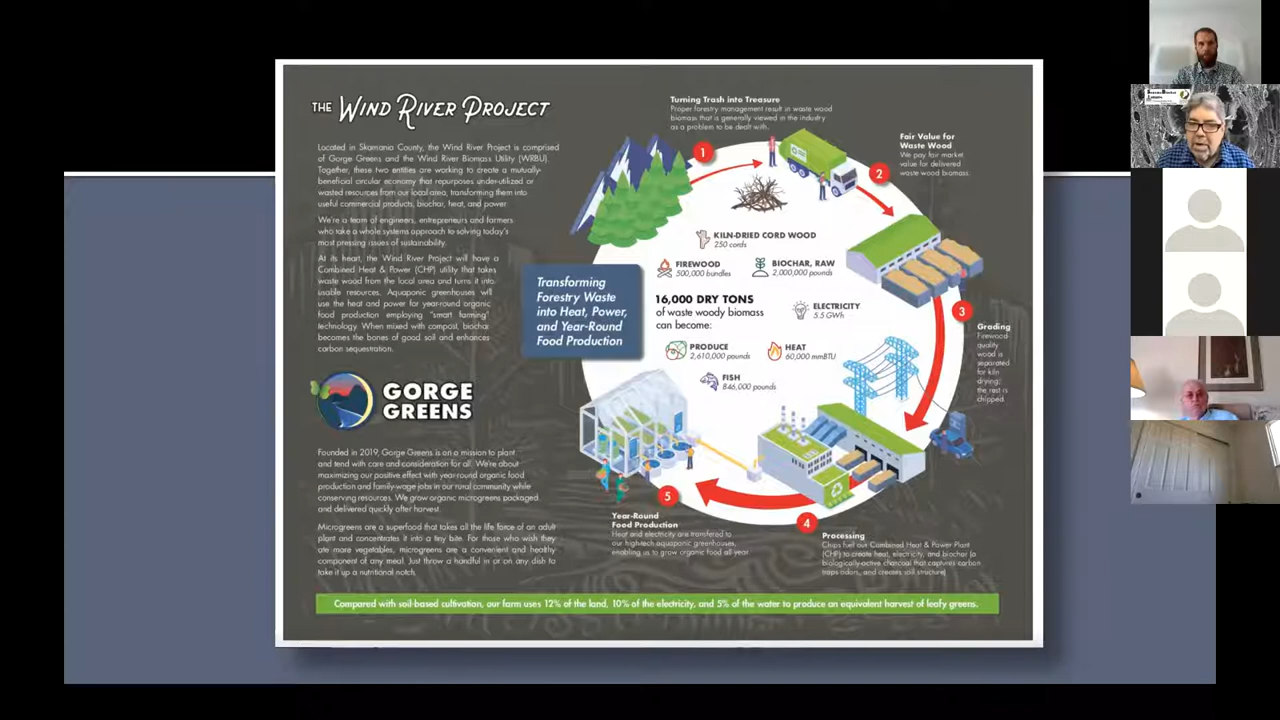 THE WIND RIVER PROJECT
Located in Skamania County, the Wind River Project is comprised
of Gorge Greens and the Wind River Biomass Utility (WRBU).
Together, these two entities are working to create a mutually-
beneficial circular economy that repurposes under-utilized or
wasted resources from our local area, transforming them into
useful commercial products, biochar, heat, and power.
We're a team of engineers, entrepreneurs and farmers
who take a whole systems approach to solving today's
most pressing issues of sustainability.
At its heart, the Wind River Project will have a
Combined Heat & Power (CHP) utility that takes
waste wood from the local area and turns it into
usable resources. Aquaponic greenhouses will
use the heat and power for year-round organic
food production employing "smart farming"
technology. When mixed with compost, biochar
becomes the bones of good soil and enhances
carbon sequestration.
GORGE
GREENS
Founded in 2019, Gorge Greens is on a mission to plant
and tend with care and consideration for all. We're about
maximizing our positive effect with year-round organic food
production and family-wage jobs in our rural community while
conserving resources. We grow organic microgreens packaged
and delivered quickly after harvest.
Microgreens are a superfood that takes all the life force of an adult
plant and concentrates it into a tiny bite. For those who wish they
ate more vegetables, microgreens are a convenient and healthy
component of any meal. Just throw a handful in or on any dish to
take it up a nutritional notch.
Transforming
Forestry Waste
into Heat, Power,
and Year-Round
Food Production
Turning Trash into Treasure
Proper forestry management result in waste wood
biomass that is generally viewed in the industry
as a problem to be dealt with.
1
2
Fair Value for
Waste Wood
We pay fair market
value for delivered
waste wood biomass.
KILN-DRIED CORD WOOD
250 cords
FIREWOOD
500,000 bundles
BIOCHAR, RAW
2,000,000 pounds
16,000 DRY TONS
of waste woody biomass
can become:
ELECTRICITY
5.5 GWh
PRODUCE
2,610,000 pounds
HEAT
60,000 mmBTU
FISH
846,000 pounds
3
Grading
Firewood
quality
wood is
separated
for kiln
drying;
the rest is
chipped.
4
Processing
Chips fuel our Combined Heat & Power Plant
(CHP) to create heat, electricity, and biochar (a
biologically-active charcoal that captures carbon
traps odors, and creates soil structure)
5
Year-Round
Food Production
Heat and electricity are transfered to
our high-tech aquaponic greenhouses,
enabling us to grow organic food all year
Compared with soil-based cultivation, our farm uses 12% of the land, 10% of the electricity, and 5% of the water to produce an equivalent harvest of leafy greens.